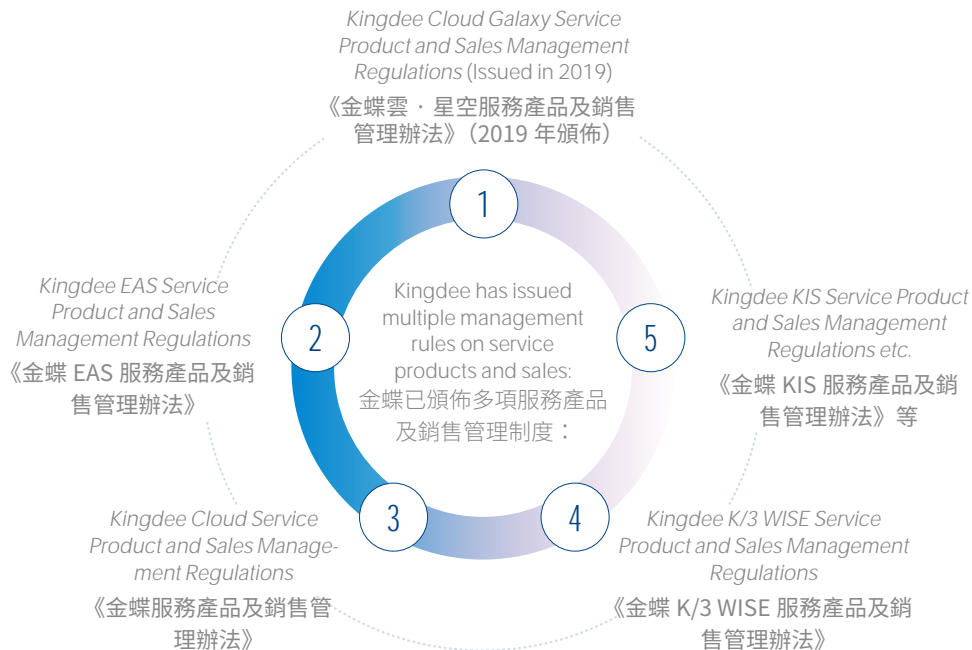 Kingdee Cloud Galaxy Service
Product and Sales Management
Regulations (Issued in 2019)
《金蝶雲‧星空服務產品及銷售
管理辦法》（2019 年頒佈）
1
Kingdee EAS Service
Product and Sales
Management Regulations
《金蝶 EAS 服務產品及銷
售管理辦法》
2
Kingdee has issued
multiple management
rules on service
products and sales:
金蝶已頒佈多項服務產品
及銷售管理制度：
5
Kingdee KIS Service Product
and Sales Management
Regulations etc.
《金蝶 KIS 服務產品及銷
售管理辦法》等
3
Kingdee Cloud Service
Product and Sales Manage-
ment Regulations
《金蝶服務產品及銷售管
理辦法》
4
Kingdee K/3 WISE Service
Product and Sales Management
Regulations
《金蝶 K/3 WISE 服務產品及銷
售管理辦法》